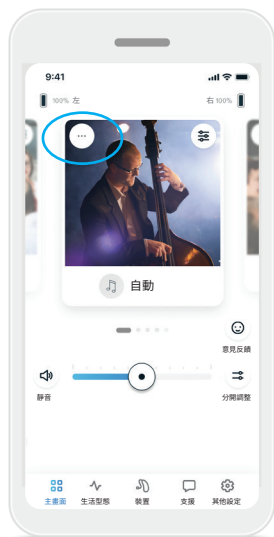 9:41
100% 左
右 100%
自動
意見反饋
靜音
分開調整
主畫面
生活型態
裝置
支援
其他設定